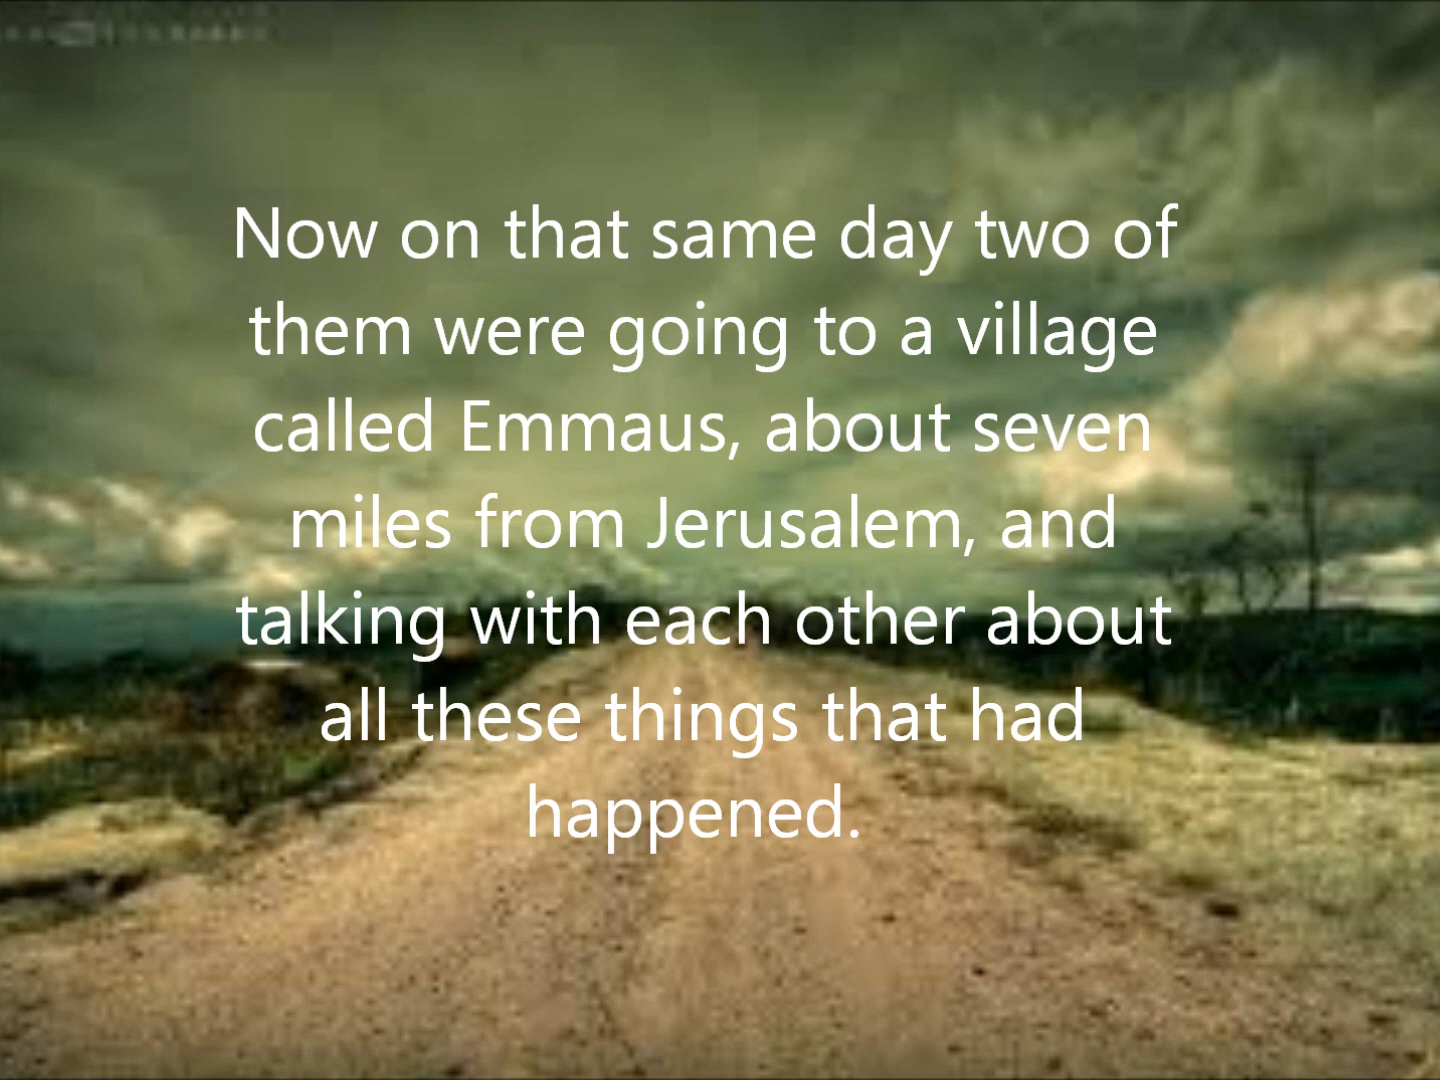 Now on that same day two of
them were going to a village
called Emmaus, about seven
miles from Jerusalem, and
talking with each other about
all these things that had
happened.